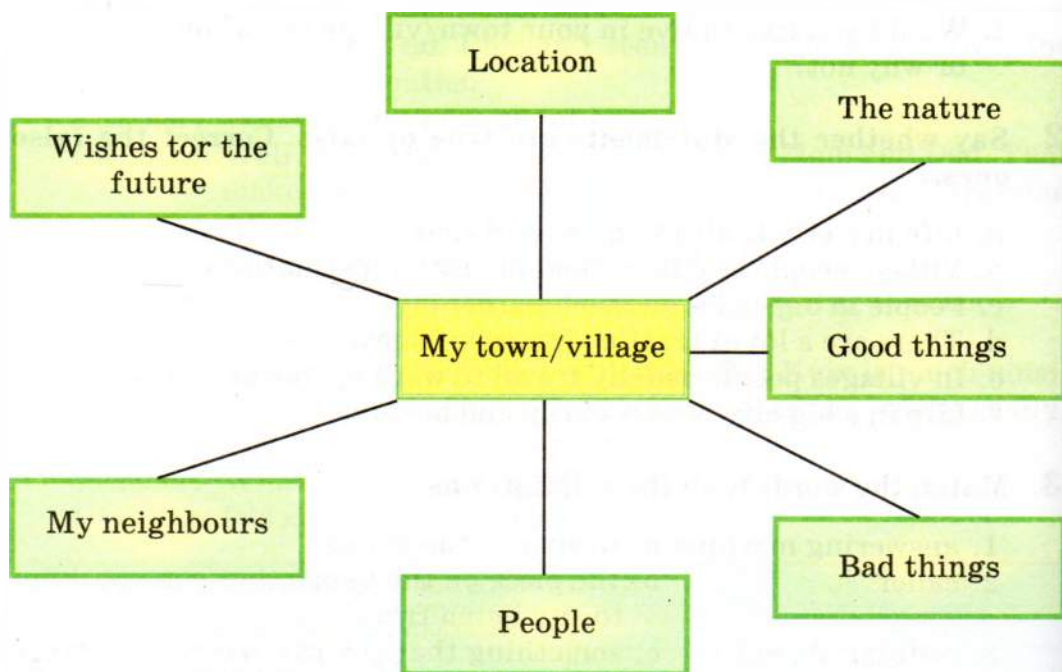 Location
The nature
Wishes tor the
future
My town/village
Good things
My neighbours
Bad things
People